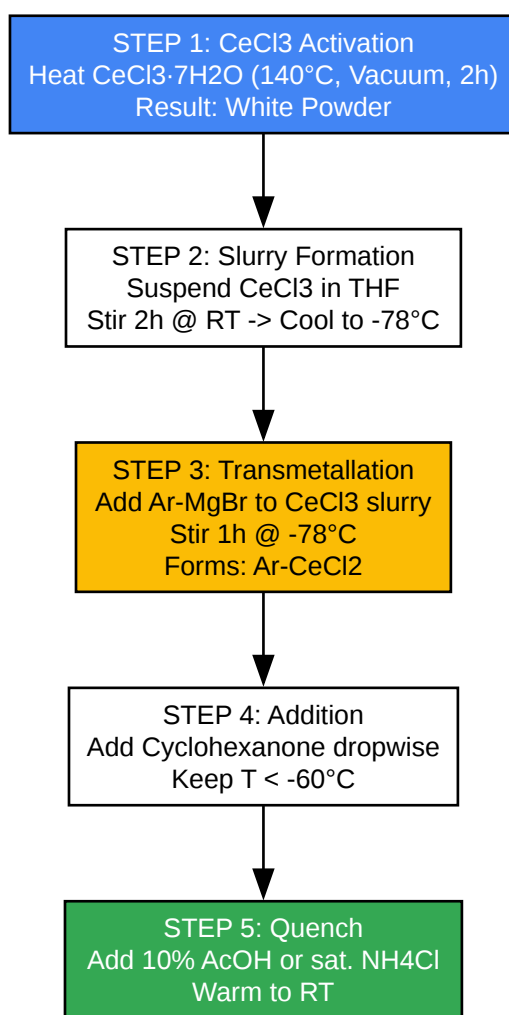 STEP 1: CeCl3 Activation
Heat CeCl3·7H2O (140°C, Vacuum, 2h)
Result: White Powder
STEP 2: Slurry Formation
Suspend CeCl3 in THF
Stir 2h @ RT -> Cool to -78°C
STEP 3: Transmetallation
Add Ar-MgBr to CeCl3 slurry
Stir 1h @ -78°C
Forms: Ar-CeCl2
STEP 4: Addition
Add Cyclohexanone dropwise
Keep T < -60°C
STEP 5: Quench
Add 10% AcOH or sat. NH4Cl
Warm to RT